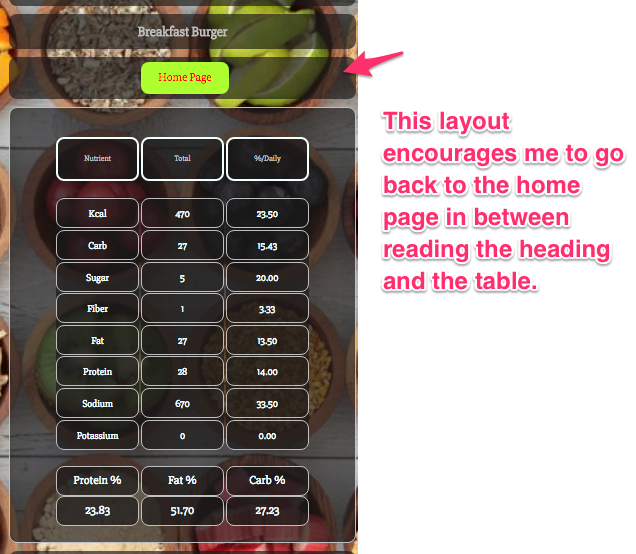 Breakfast Burger
Home Page
This layout
encourages me to go
back to the home
page in between
reading the heading
and the table.
Nutrient Total %/Daily
Kcal 470 23.50
Carb 27 15.43
Sugar 5 20.00
Fiber 1 3.33
Fat 27 13.50
Protein 28 14.00
Sodium 670 33.50
Potassium 0 0.00
Protein % Fat % Carb %
23.83 51.70 27.23